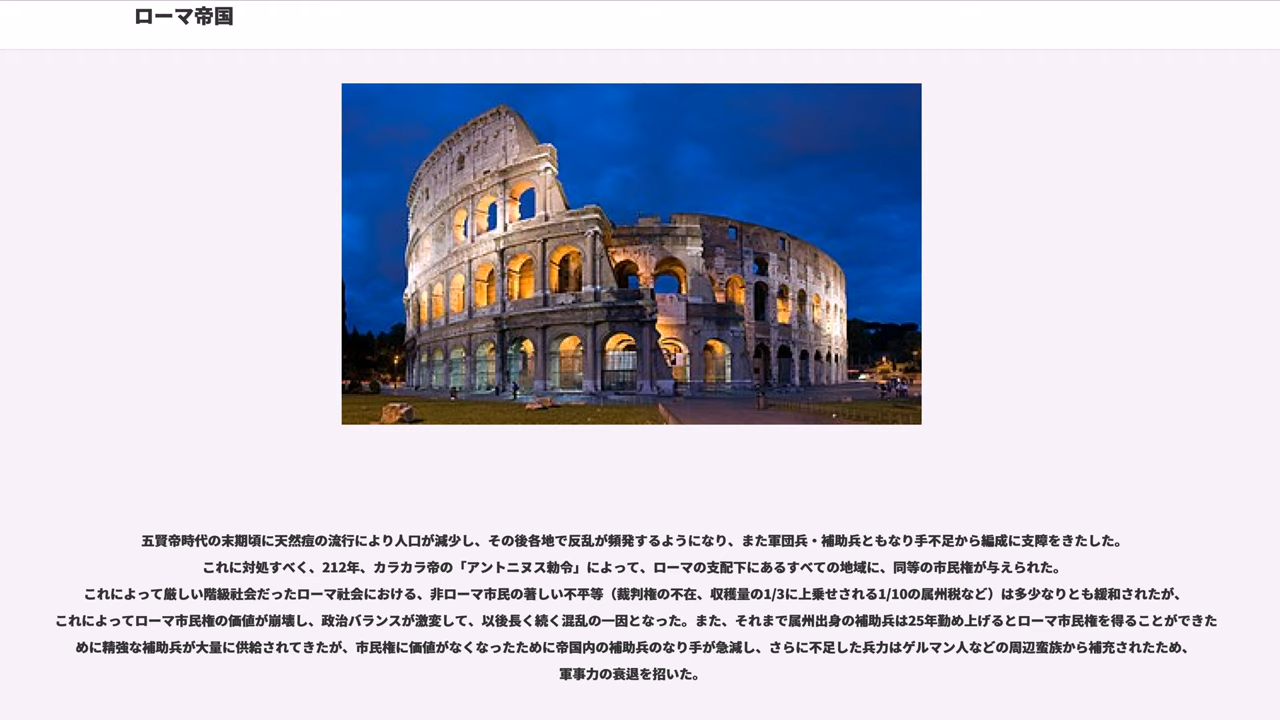 ローマ帝国
五賢帝時代の末期頃に天然痘の流行により人口が減少し、その後各地で反乱が頻発するようになり、また軍団兵・補助兵ともなり手不足から編成に支障をきたした。
これに対処すべく、212年、カラカラ帝の「アントニヌス勅令」によって、ローマの支配下にあるすべての地域に、同等の市民権が与えられた。
これによって厳しい階級社会だったローマ社会における、非ローマ市民の著しい不平等（裁判権の不在、収穫量の1/3に上乗せされる1/10の属州税など）は多少なりとも緩和されたが、
これによってローマ市民権の価値が崩壊し、政治バランスが激変して、以後長く続く混乱の一因となった。また、それまで属州出身の補助兵は25年勤め上げるとローマ市民権を得ることができた
めに精強な補助兵が大量に供給されてきたが、市民権に価値がなくなったために帝国内の補助兵のなり手が急減し、さらに不足した兵力はゲルマン人などの周辺蛮族から補充されたため、
軍事力の衰退を招いた。